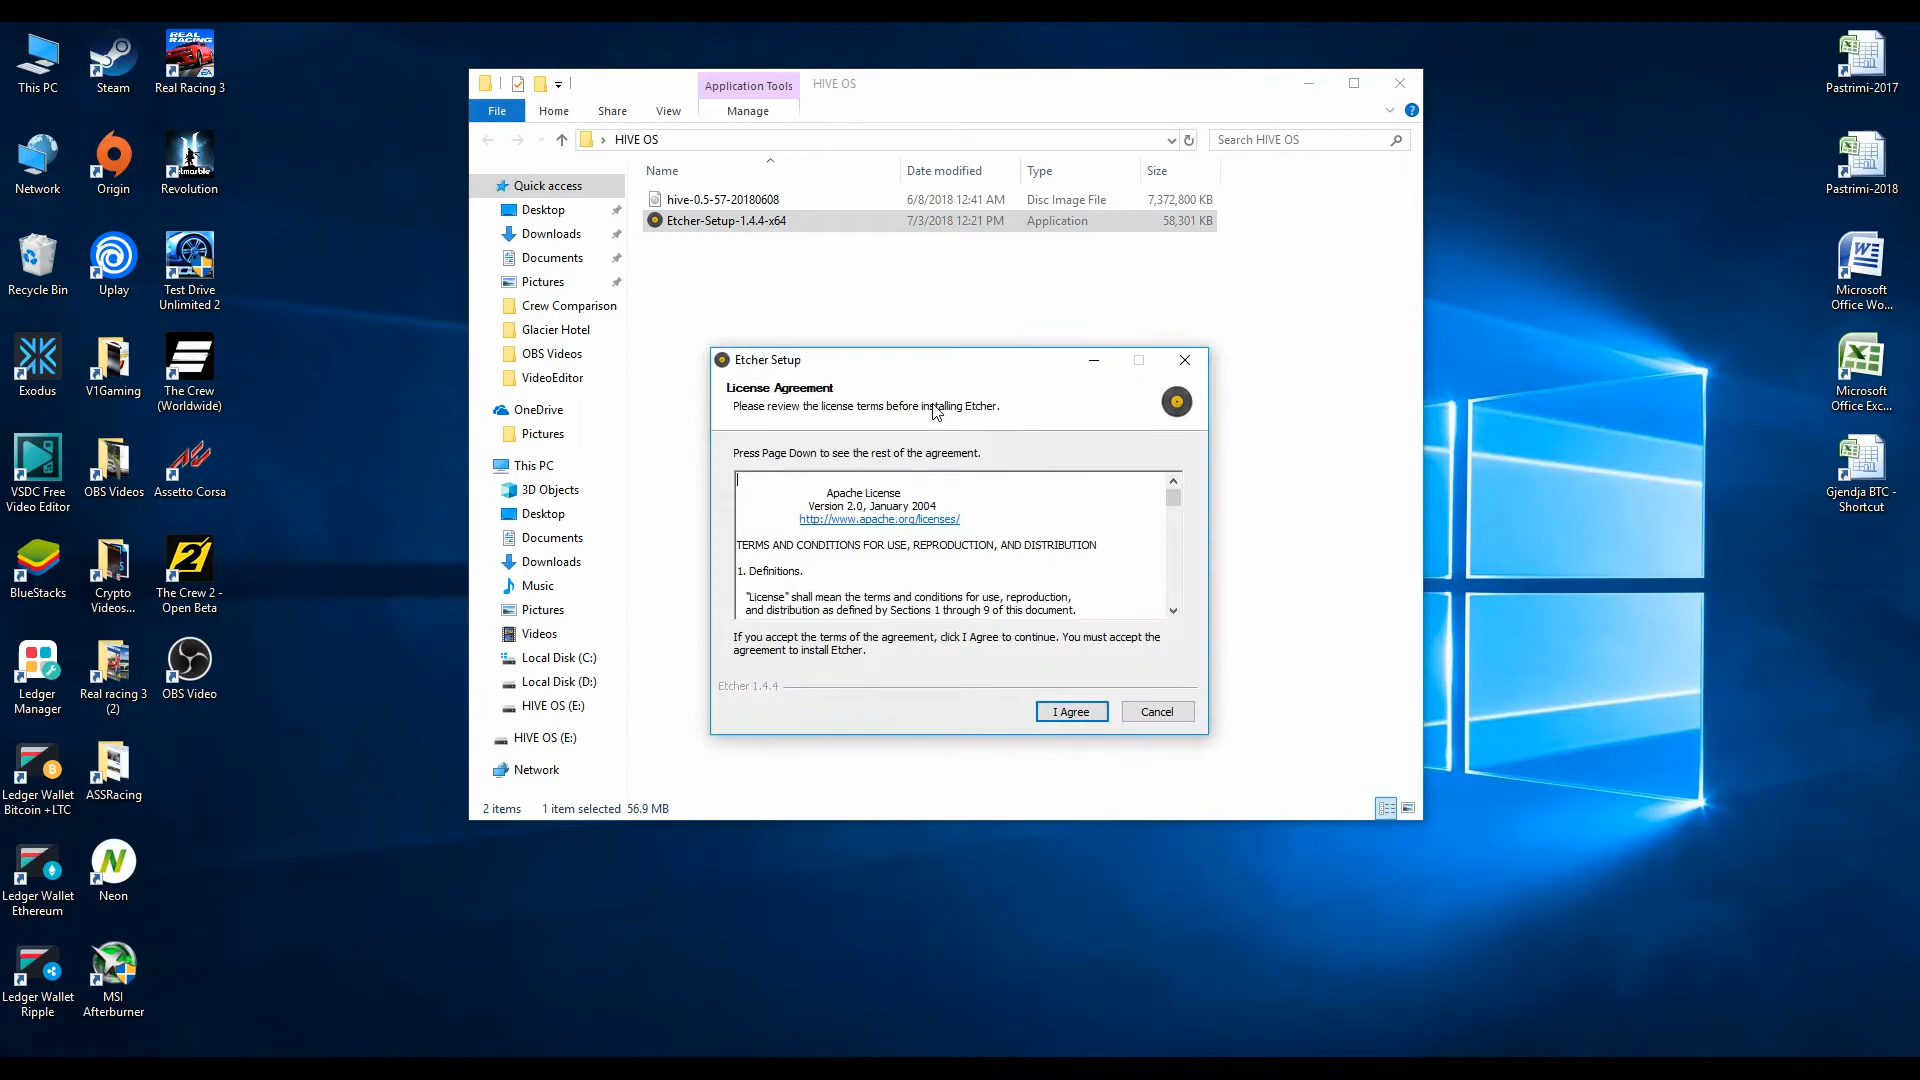 This PC
Steam
REAL RACING
Real Racing 3
Network
Origin
Revolution
Recycle Bin
Uplay
Test Drive
Unlimited 2
Exodus
V1Gaming
The Crew
(Worldwide)
VSDC Free
Video Editor
OBS Videos
Assetto Corsa
BlueStacks
Crypto
Videos...
The Crew 2 -
Open Beta
Ledger
Manager
Real racing 3
(2)
OBS Video
Ledger Wallet
Bitcoin +LTC
ASSRacing
Ledger Wallet
Ethereum
Neon
Ledger Wallet
Ripple
MSI
Afterburner
Application Tools
HIVE OS
File
Home
Share
View
Manage
HIVE OS
Search HIVE OS
Name
Date modified
Type
Size
hive-0.5-57-20180608
6/8/2018 12:41 AM
Disc Image File
7,372,800 KB
Etcher-Setup-1.4.4-x64
7/3/2018 12:21 PM
Application
58,301 KB
Quick access
Desktop
Downloads
Documents
Pictures
Crew Comparison
Glacier Hotel
OBS Videos
VideoEditor
OneDrive
Pictures
This PC
3D Objects
Desktop
Documents
Downloads
Music
Pictures
Videos
Local Disk (C:)
Local Disk (D:)
HIVE OS (E:)
HIVE OS (E:)
Network
2 items
1 item selected 56.9 MB
Etcher Setup
License Agreement
Please review the license terms before installing Etcher.
Press Page Down to see the rest of the agreement.
Apache License
Version 2.0, January 2004
http://www.apache.org/licenses/
TERMS AND CONDITIONS FOR USE, REPRODUCTION, AND DISTRIBUTION
1. Definitions.
"License" shall mean the terms and conditions for use, reproduction,
and distribution as defined by Sections 1 through 9 of this document.
If you accept the terms of the agreement, click I Agree to continue. You must accept the
agreement to install Etcher.
Etcher 1.4.4
I Agree
Cancel
Pastrimi-2017
Pastrimi-2018
Microsoft
Office Wo...
Microsoft
Office Exc...
Gjendja BTC -
Shortcut